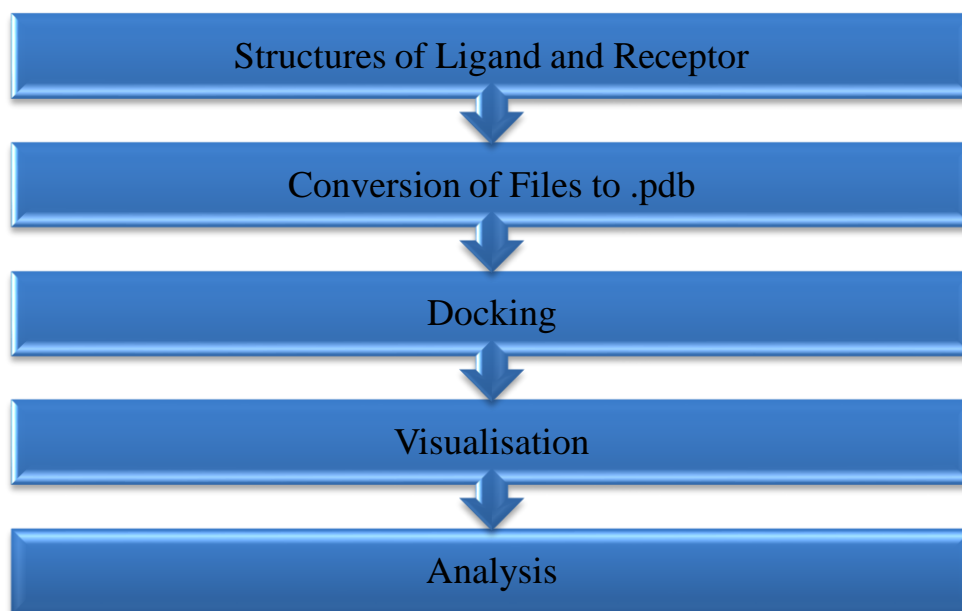 Structures of Ligand and Receptor
Conversion of Files to .pdb
Docking
Visualisation
Analysis